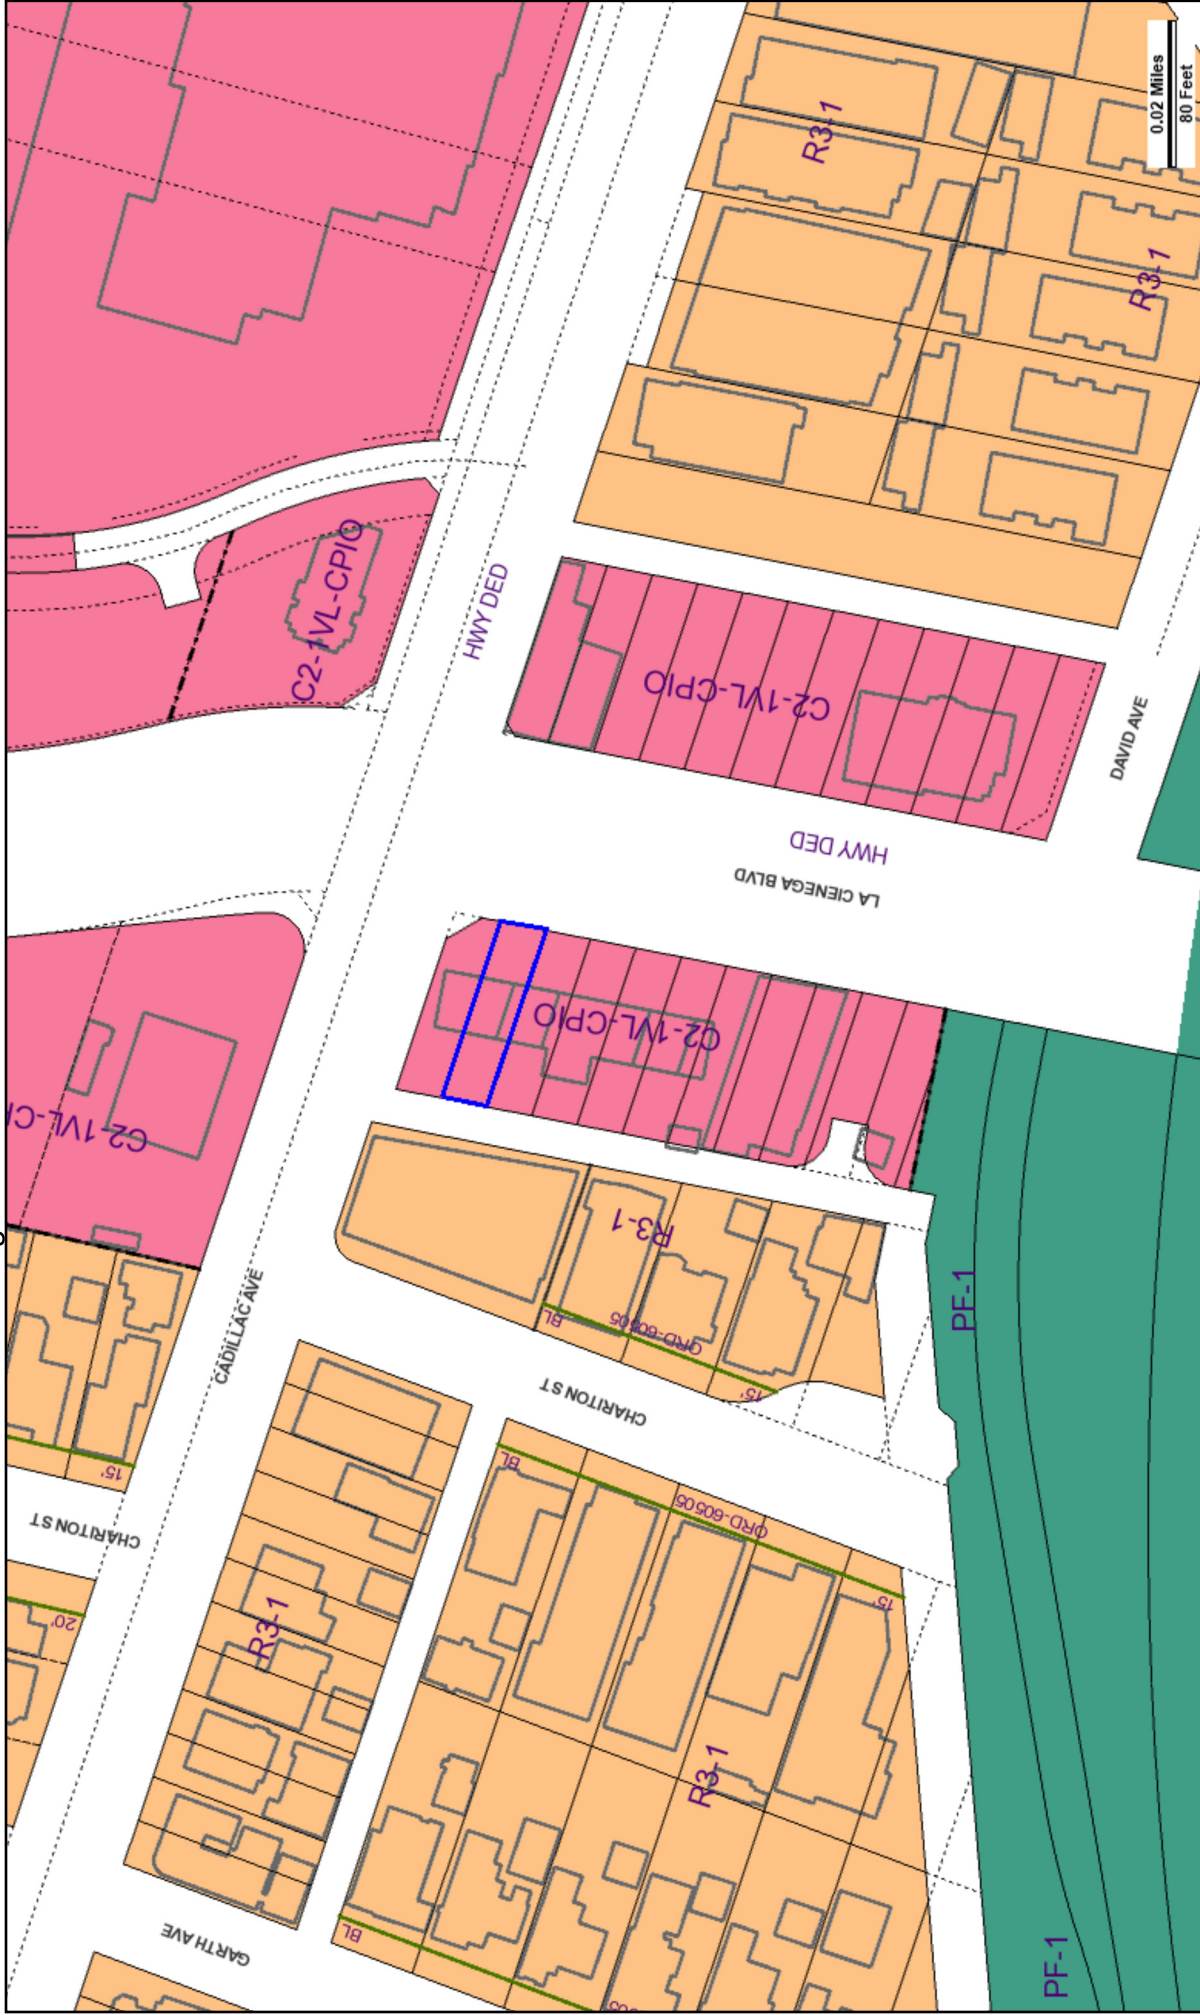 0.02 Miles
80 Feet
R3-1
R3-1
C2-1VL-CPIO
HWY DED
C2-1VL-CPIO
DAVID AVE
HWY DED
LA CIENEGA BLVD
C2-1VL-CPIO
C2-1VL-CP
R3-1
BL
ORD-60505
15'
PF-1
CADILLAC AVE
CHARITON ST
15'
CHARITON ST
BL
ORD-60505
15'
20'
R3-1
R3-1
BL
GARTH AVE
PF-1